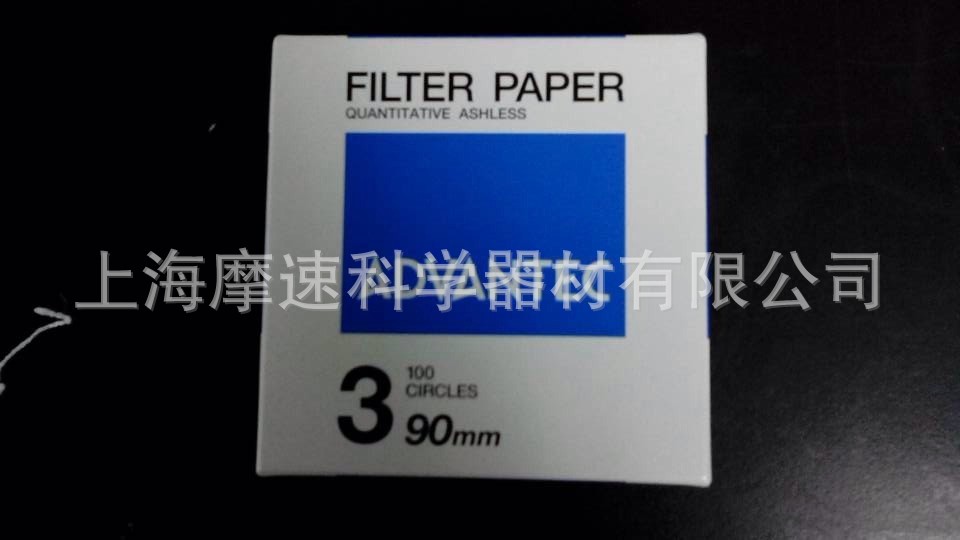 FILTER PAPER
QUANTITATIVE ASHLESS
ADVANTEC
上海摩速科学器材有限公司
3
100
CIRCLES
90mm